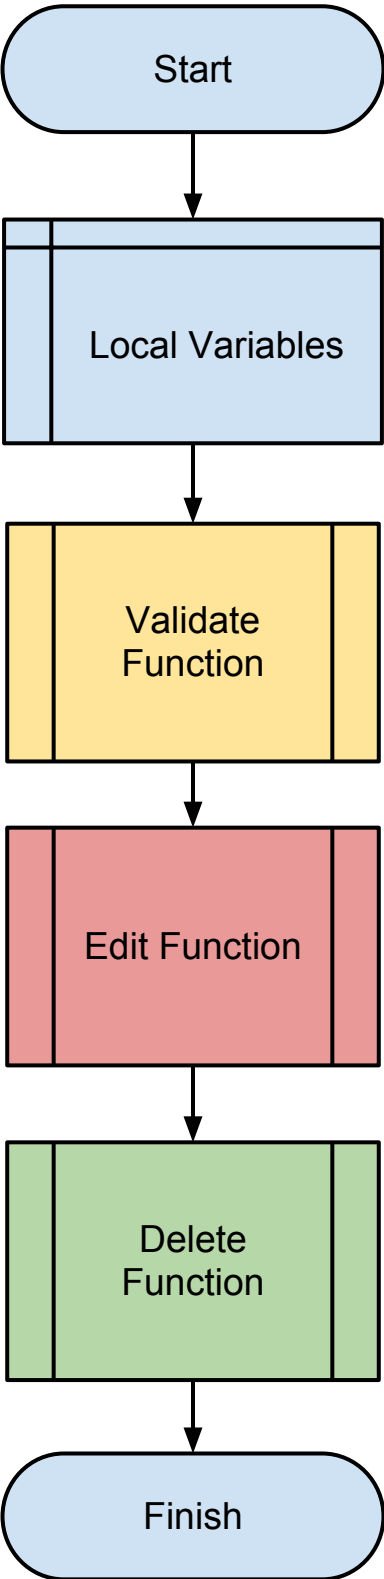 Start
Local Variables
Validate
Function
Edit Function
Delete
Function
Finish